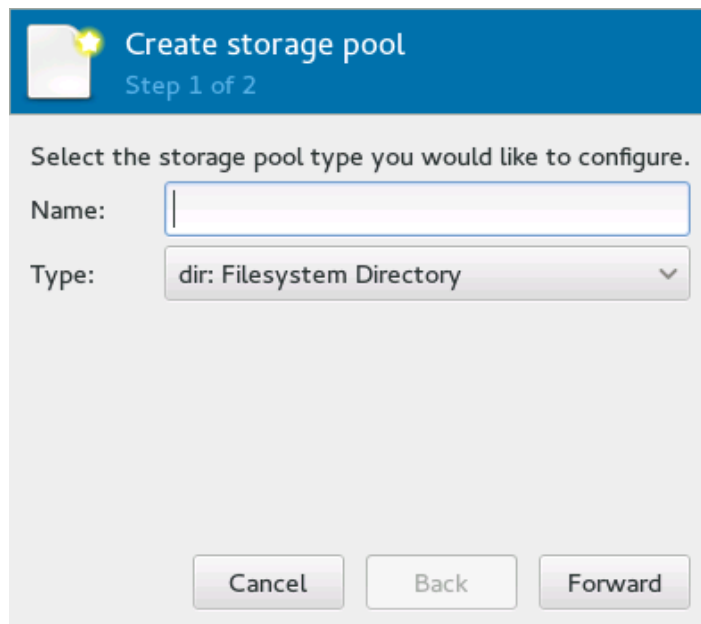 Create storage pool
Step 1 of 2
Select the storage pool type you would like to configure.
Name:
Type: dir: Filesystem Directory
Cancel Back Forward